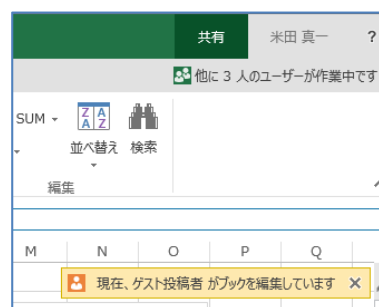 共有 米田 真一 ?
他に 3 人のユーザーが作業中です
SUM
Z A
A Z
並べ替え 検索
編集
M N O P Q
現在、ゲスト投稿者 がブックを編集しています ×